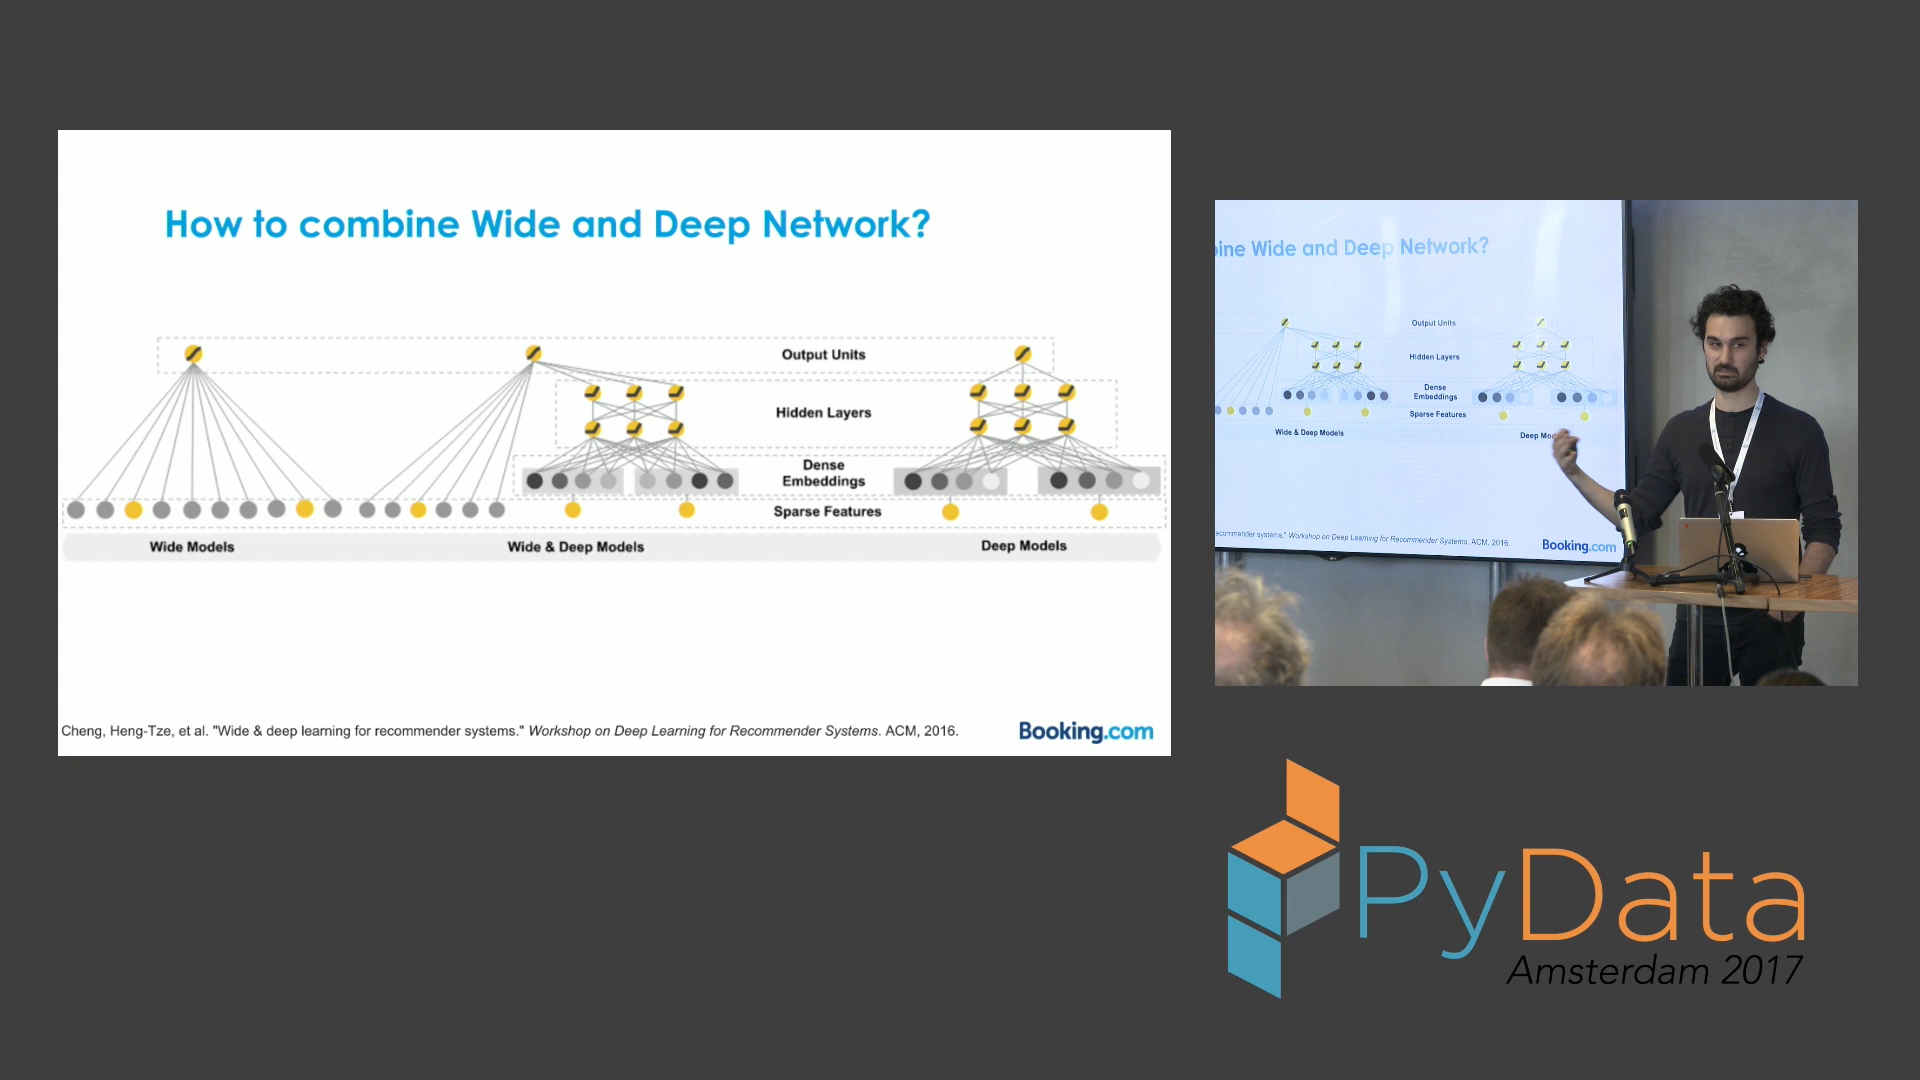 How to combine Wide and Deep Network?
Output Units
Hidden Layers
Dense
Embeddings
Sparse Features
Wide Models
Wide & Deep Models
Deep Models
Cheng, Heng-Tze, et al. "Wide & deep learning for recommender systems." Workshop on Deep Learning for Recommender Systems. ACM, 2016.
Booking.com
bine Wide and Deep Network?
Output Units
Hidden Layers
Dense
Embeddings
Sparse Features
Wide & Deep Models
Deep Mod
ecommender systems." Workshop on Deep Learning for Recommender Systems. ACM, 2016.
Booking.com
PyData
Amsterdam 2017